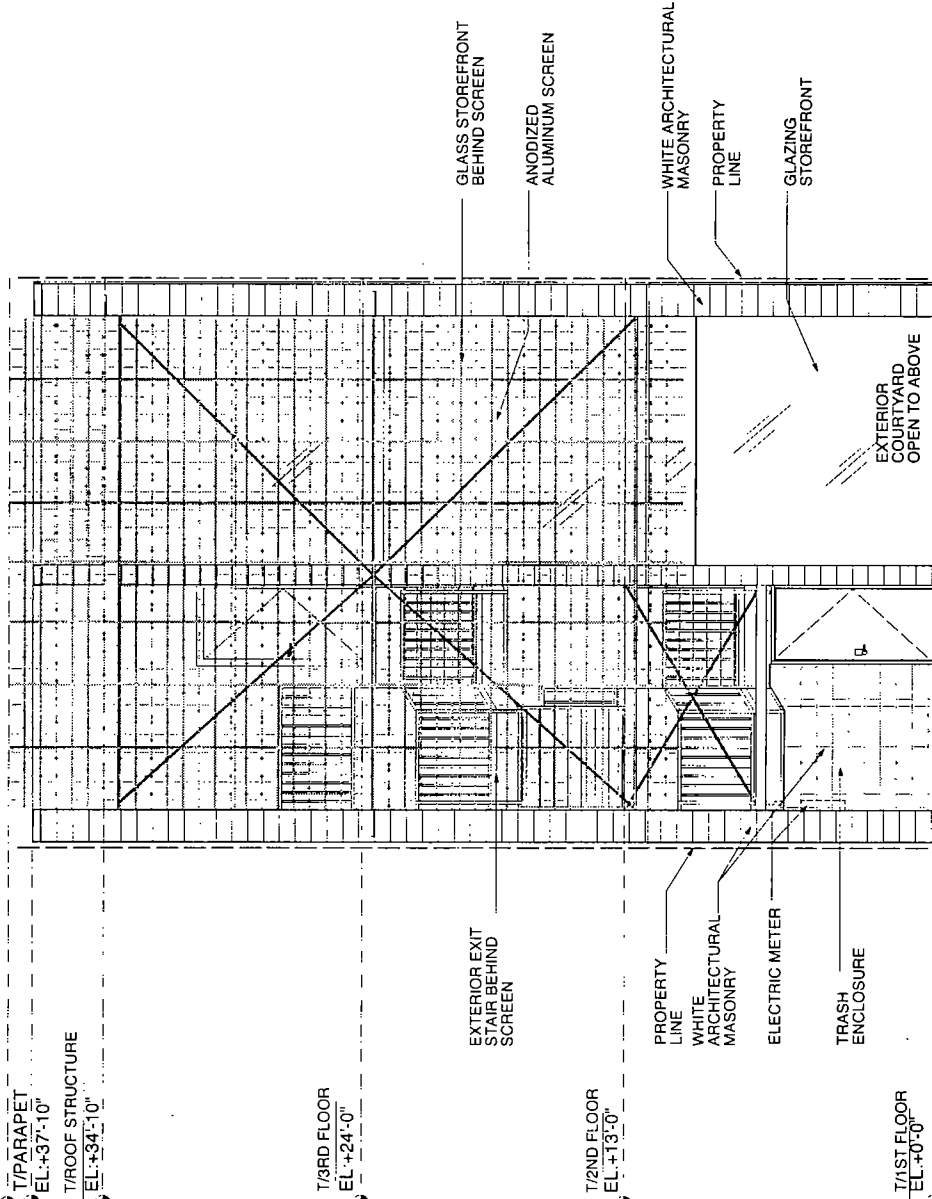 GLASS STOREFRONT
BEHIND SCREEN
ANODIZED
ALUMINUM SCREEN
WHITE ARCHITECTURAL
MASONRY
PROPERTY
LINE
GLAZING
STOREFRONT
EXTERIOR
COURTYARD
OPEN TO ABOVE
EXTERIOR EXIT
STAIR BEHIND
SCREEN
PROPERTY
LINE
WHITE
ARCHITECTURAL
MASONRY
ELECTRIC METER
TRASH
ENCLOSURE
T/PARAPET
EL:+37'-10"
T/ROOF STRUCTURE
EL:+34'-10"
T/3RD FLOOR
EL:+24'-0"
T/2ND FLOOR
EL:+13'-0"
T/1ST FLOOR
EL:+0'-0"